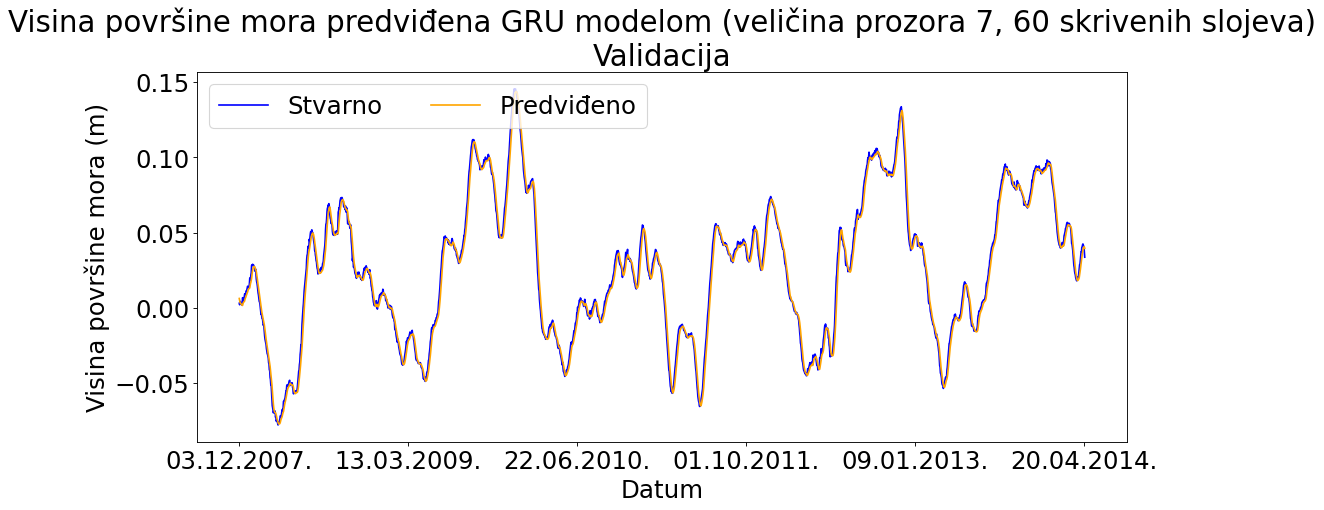 Visina površine mora predviđena GRU modelom (veličina prozora 7, 60 skrivenih slojeva)
Validacija
Stvarno Predviđeno
Visina površine mora (m)
0.15
0.10
0.05
0.00
−0.05
03.12.2007. 13.03.2009. 22.06.2010. 01.10.2011. 09.01.2013. 20.04.2014.
Datum